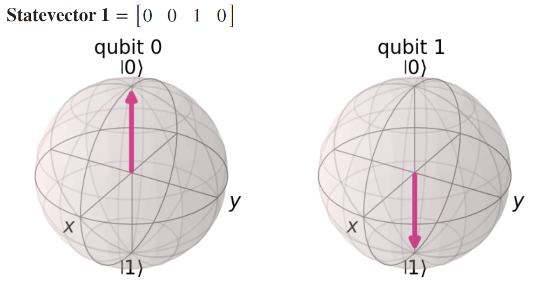 Statevector 1 = [0 0 1 0]
qubit 0
|0⟩
x
y
|1⟩
qubit 1
|0⟩
x
y
|1⟩